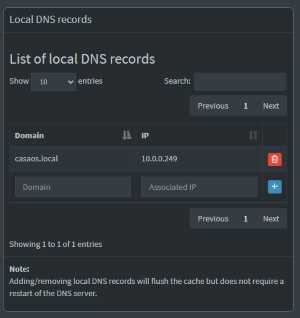 Local DNS records
List of local DNS records
Show 10 entries Search:
Previous 1 Next
Domain IP
casaos.local 10.0.0.249
Domain Associated IP
Previous 1 Next
Showing 1 to 1 of 1 entries
Note:
Adding/removing local DNS records will flush the cache but does not require a
restart of the DNS server.